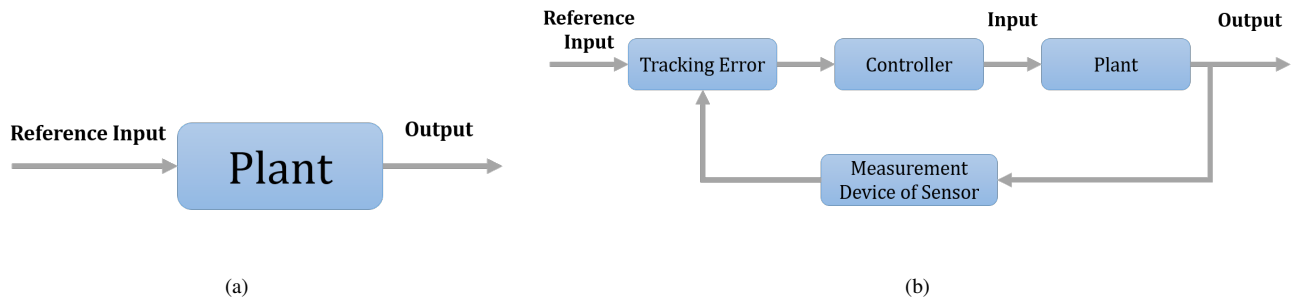 Reference Input
Plant
Output
(a)
Reference
Input
Tracking Error
Controller
Input
Plant
Output
Measurement
Device of Sensor
(b)